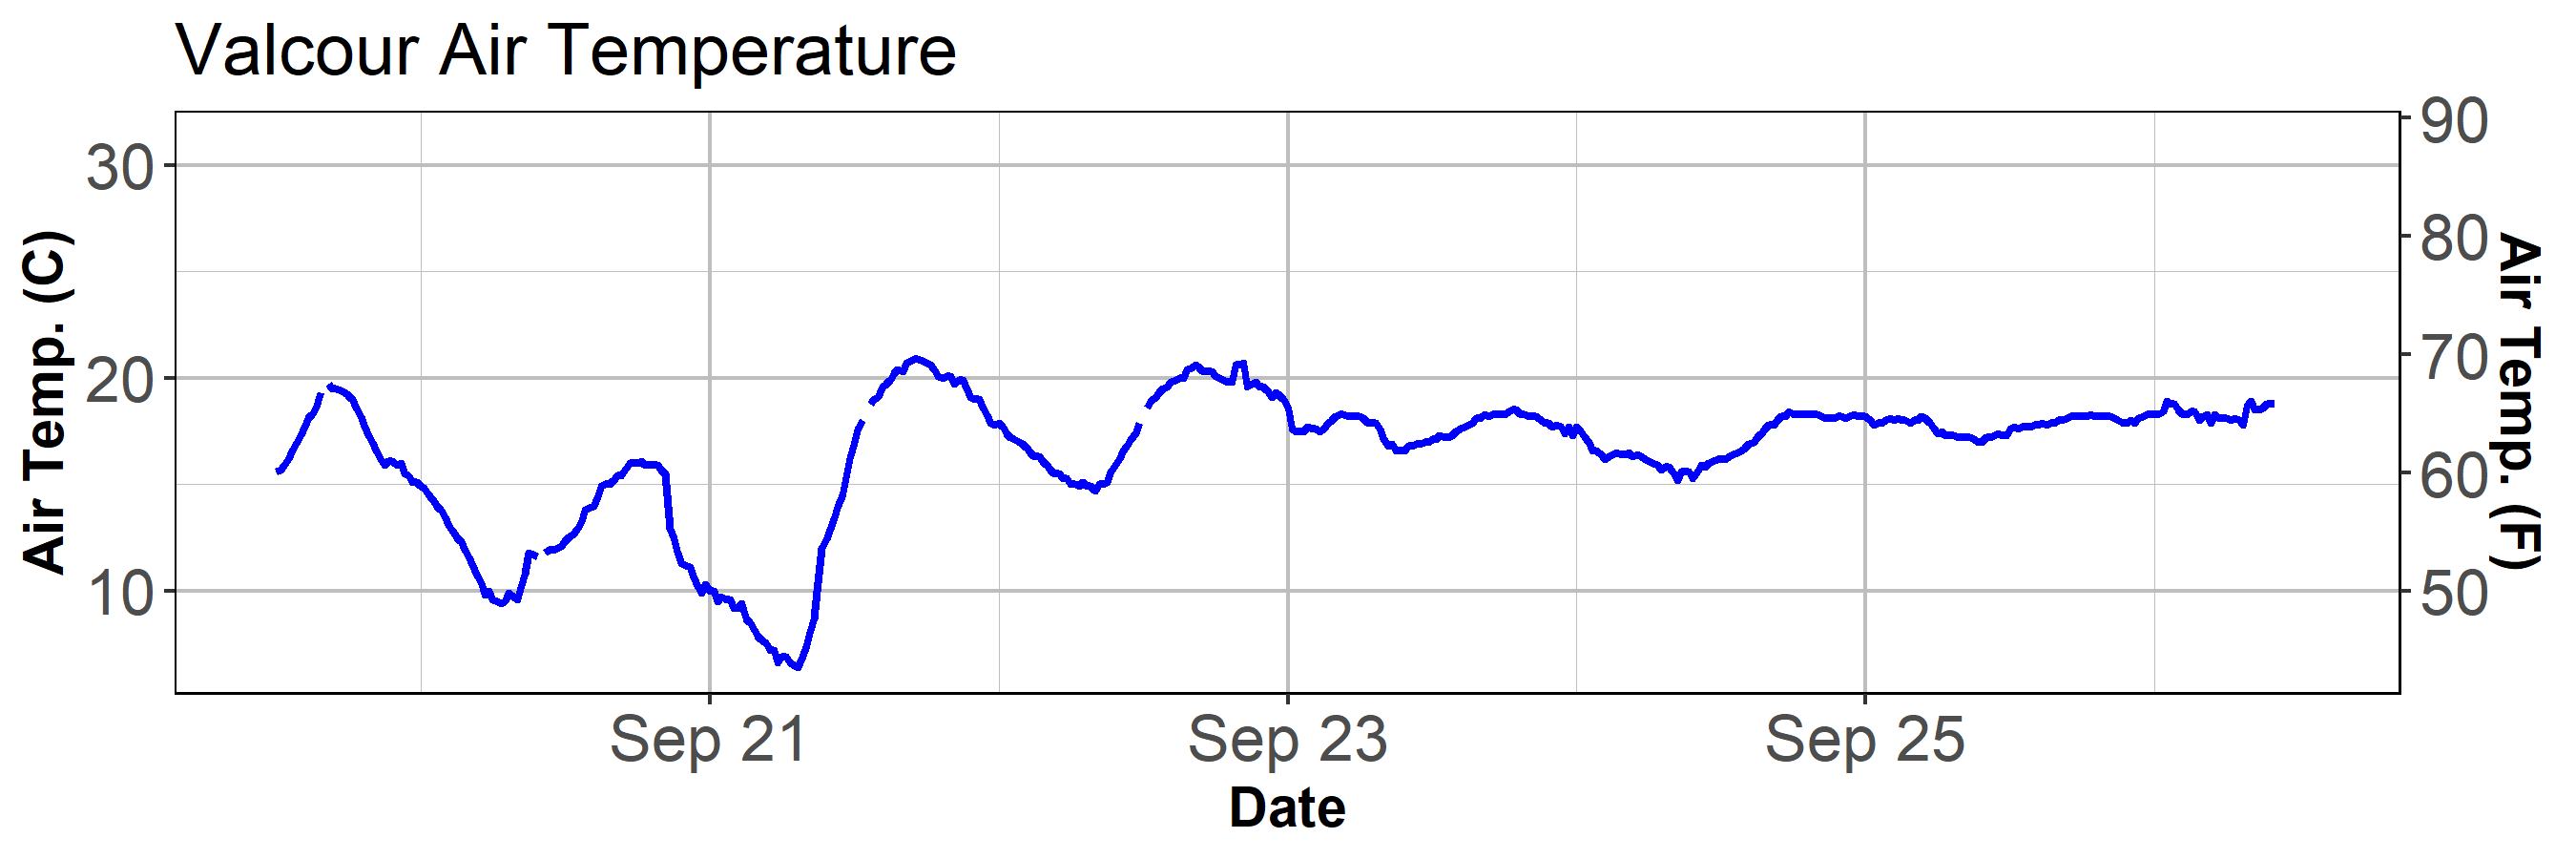 Valcour Air Temperature
Air Temp. (C)
30
20
10
90
80
70
60
50
Air Temp. (F)
Sep 21
Sep 23
Sep 25
Date